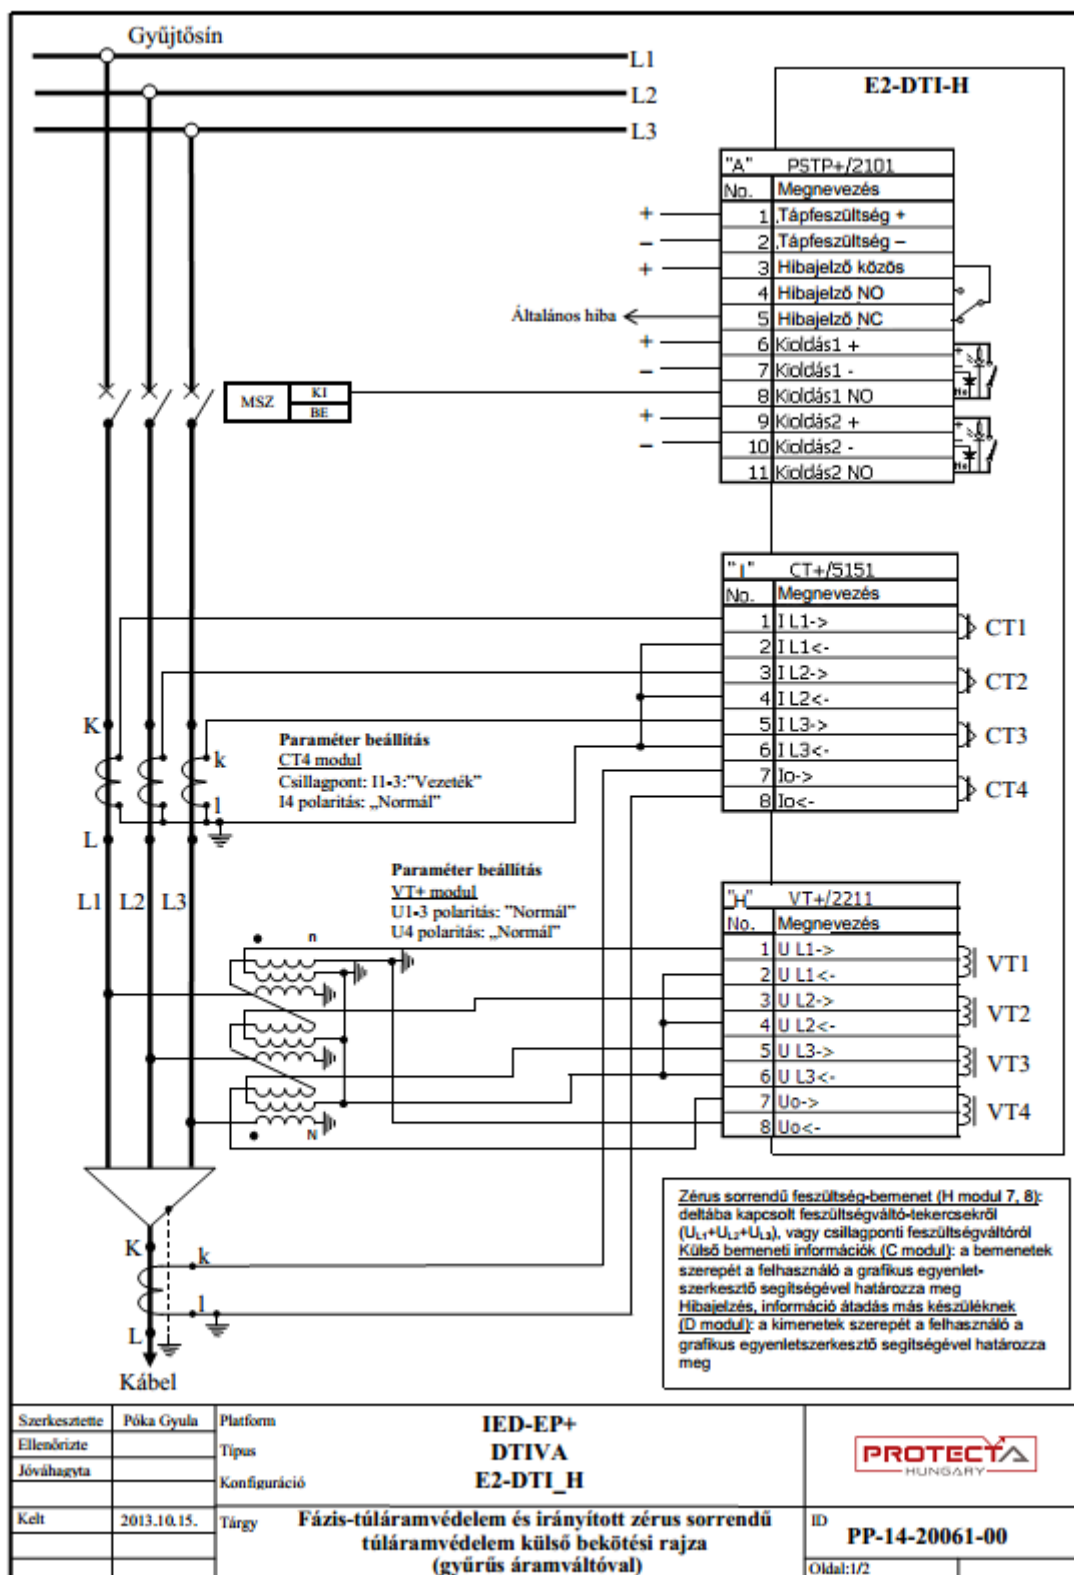 Gyűjtősín
L1
L2
L3
E2-DTI-H
"A" PSTP+/2101
No. Megnevezés
1 Tápfeszültség +
2 Tápfeszültség –
3 Hibajelző közös
4 Hibajelző NO
5 Hibajelző NC
6 Kioldás1 +
7 Kioldás1 -
8 Kioldás1 NO
9 Kioldás2 +
10 Kioldás2 -
11 Kioldás2 NO
+
–
+
Általános hiba
+
–
+
–
MSZ KI
BE
"I" CT+/5151
No. Megnevezés
1 I L1->
2 I L1<-
3 I L2->
4 I L2<-
5 I L3->
6 I L3<-
7 Io->
8 Io<-
CT1
CT2
CT3
CT4
K
k
l
L
Paraméter beállítás
CT4 modul
Csillagpont: I1-3:"Vezeték"
I4 polaritás: „Normál"
L1 L2 L3
Paraméter beállítás
VT+ modul
U1-3 polaritás: "Normál"
U4 polaritás: „Normál"
"H" VT+/2211
No. Megnevezés
1 U L1->
2 U L1<-
3 U L2->
4 U L2<-
5 U L3->
6 U L3<-
7 Uo->
8 Uo<-
VT1
VT2
VT3
VT4
n
N
K
k
l
L
Kábel
Zérus sorrendű feszültség-bemenet (H modul 7, 8):
deltába kapcsolt feszültségváltó-tekercsekről
(UL1+UL2+UL3), vagy csillagponti feszültségváltóról
Külső bemeneti információk (C modul): a bemenetek
szerepét a felhasználó a grafikus egyenlet-
szerkesztő segítségével határozza meg
Hibajelzés, információ átadás más készüléknek
(D modul): a kimenetek szerepét a felhasználó a
grafikus egyenletszerkesztő segítségével határozza
meg
Szerkesztette Póka Gyula
Ellenőrizte
Jóváhagyta
Kelt 2013.10.15.
Platform IED-EP+
Típus DTIVA
Konfiguráció E2-DTI_H
Tárgy Fázis-túláramvédelem és irányított zérus sorrendű
túláramvédelem külső bekötési rajza
(gyűrűs áramváltóval)
PROTECTA
HUNGARY
ID
PP-14-20061-00
Oldal:1/2